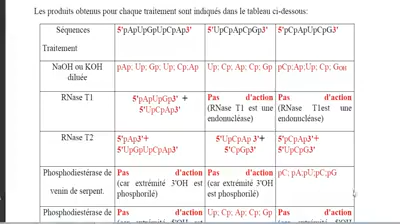 Les produits obtenus pour chaque traitement sont indiqués dans le tableau ci-dessous:
Séquences
Traitement
5'pApUpGpUpCpAp3'
5'UpCpApCpGp3'
5'pCpApUpCpG3'
NaOH ou KOH
diluée
pAp; Up; Gp; Up; Cp;Ap
Up; Cp; Ap; Cp; Gp
pCp;Ap;Up; Cp; GOH
RNase T1
5'pApUpGp3' +
5'UpCpAp3'
Pas d'action
(RNase T1 est une
endonucléase)
Pas d'action
(RNase T1est une
endonucléase)
RNase T2
5'pAp3'+
5'UpGpUpCpAp3'
5'UpCpAp 3'+
5'CpGp3'
5'pCpAp3'+
5'UpCpG3'
Phosphodiestérase de
venin de serpent.
Pas d'action
(car extrémité 3'OH est
phosphorilé)
Pas d'action
(car extrémité 3'OH est
phosphorilé)
pC; pA;pU;pC;pG
Phosphodiestérase de
Pas d'action
Up; Cp; Ap; Cp; Gp
Pas d'action